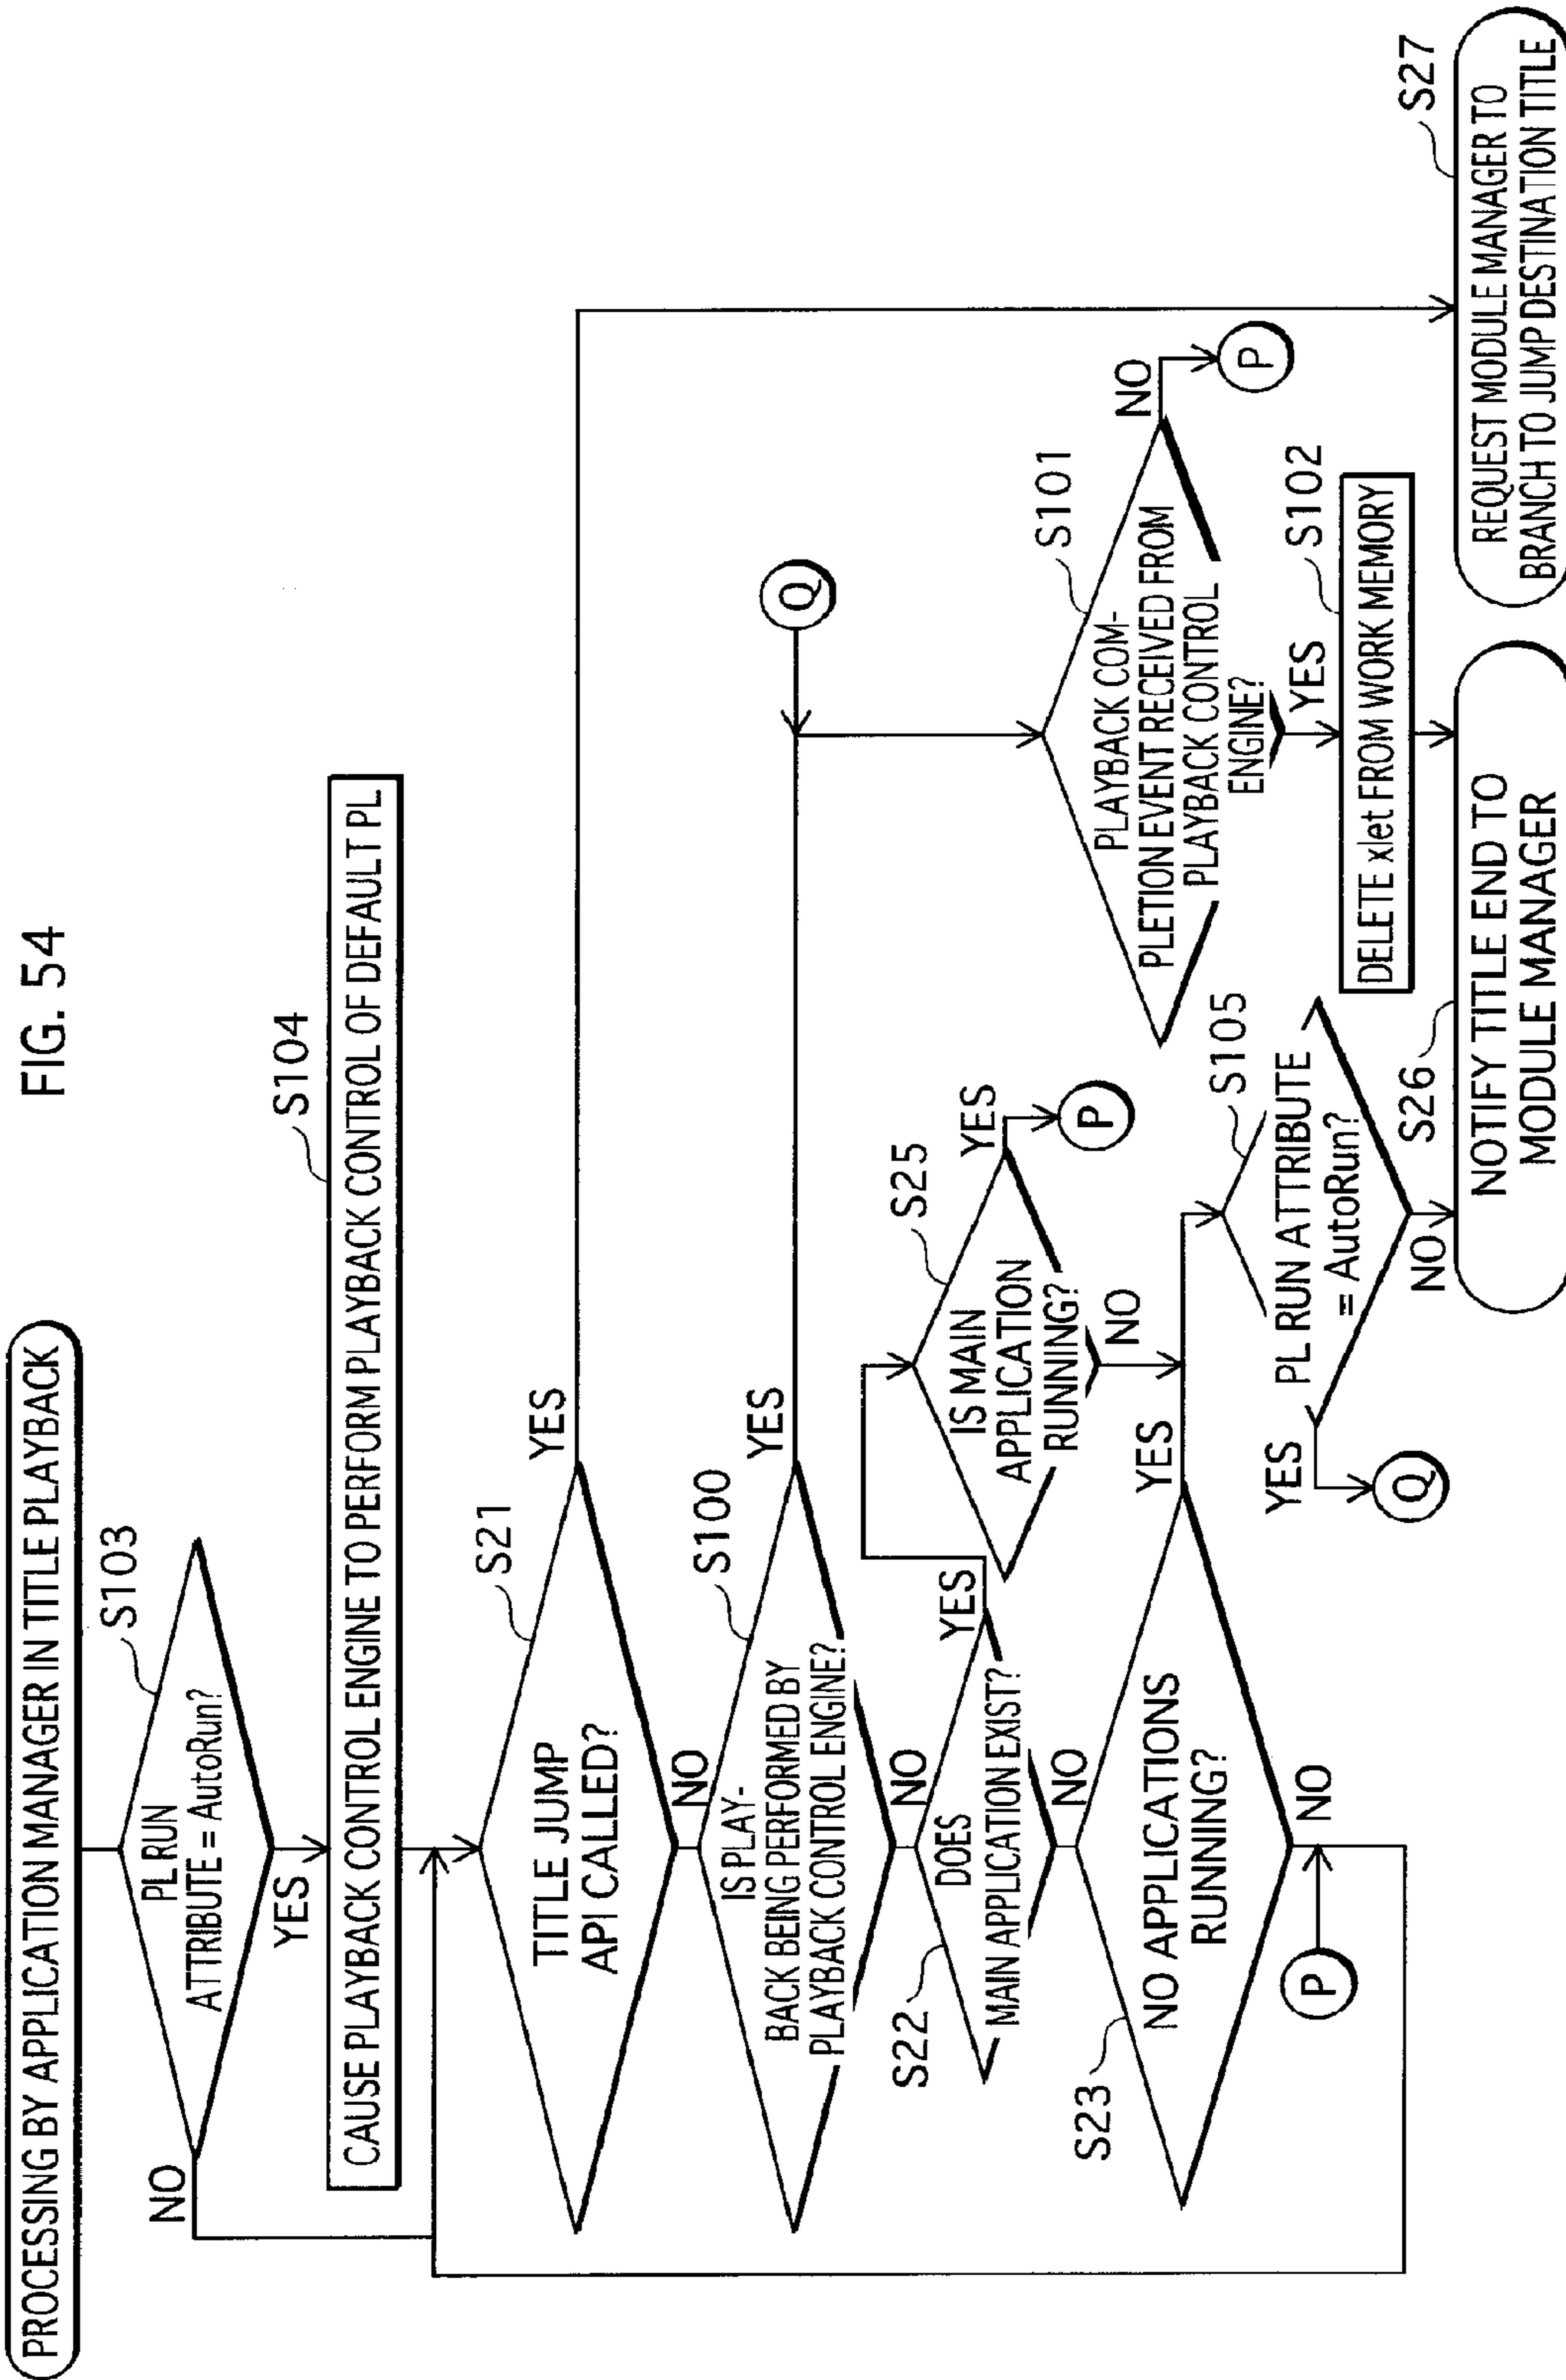 FIG. 54
PROCESSING BY APPLICATION MANAGER IN TITLE PLAYBACK
S103
PL RUN
ATTRIBUTE = AutoRun?
NO
YES
S104
CAUSE PLAYBACK CONTROL ENGINE TO PERFORM PLAYBACK CONTROL OF DEFAULT PL
S21
TITLE JUMP
API CALLED?
YES
NO
S100
IS PLAY-
BACK BEING PERFORMED BY
PLAYBACK CONTROL ENGINE?
YES
NO
Q
S22
DOES
MAIN APPLICATION EXIST?
YES
NO
S25
IS MAIN
APPLICATION
RUNNING?
YES
P
NO
S23
NO APPLICATIONS
RUNNING?
YES
NO
P
S105
PL RUN ATTRIBUTE
= AutoRun?
YES
Q
NO
S101
PLAYBACK COM-
PLETION EVENT RECEIVED FROM
PLAYBACK CONTROL
ENGINE?
NO
P
YES
S102
DELETE xlet FROM WORK MEMORY
S26
NOTIFY TITLE END TO
MODULE MANAGER
S27
REQUEST MODULE MANAGER TO
BRANCH TO JUMP DESTINATION TITLE